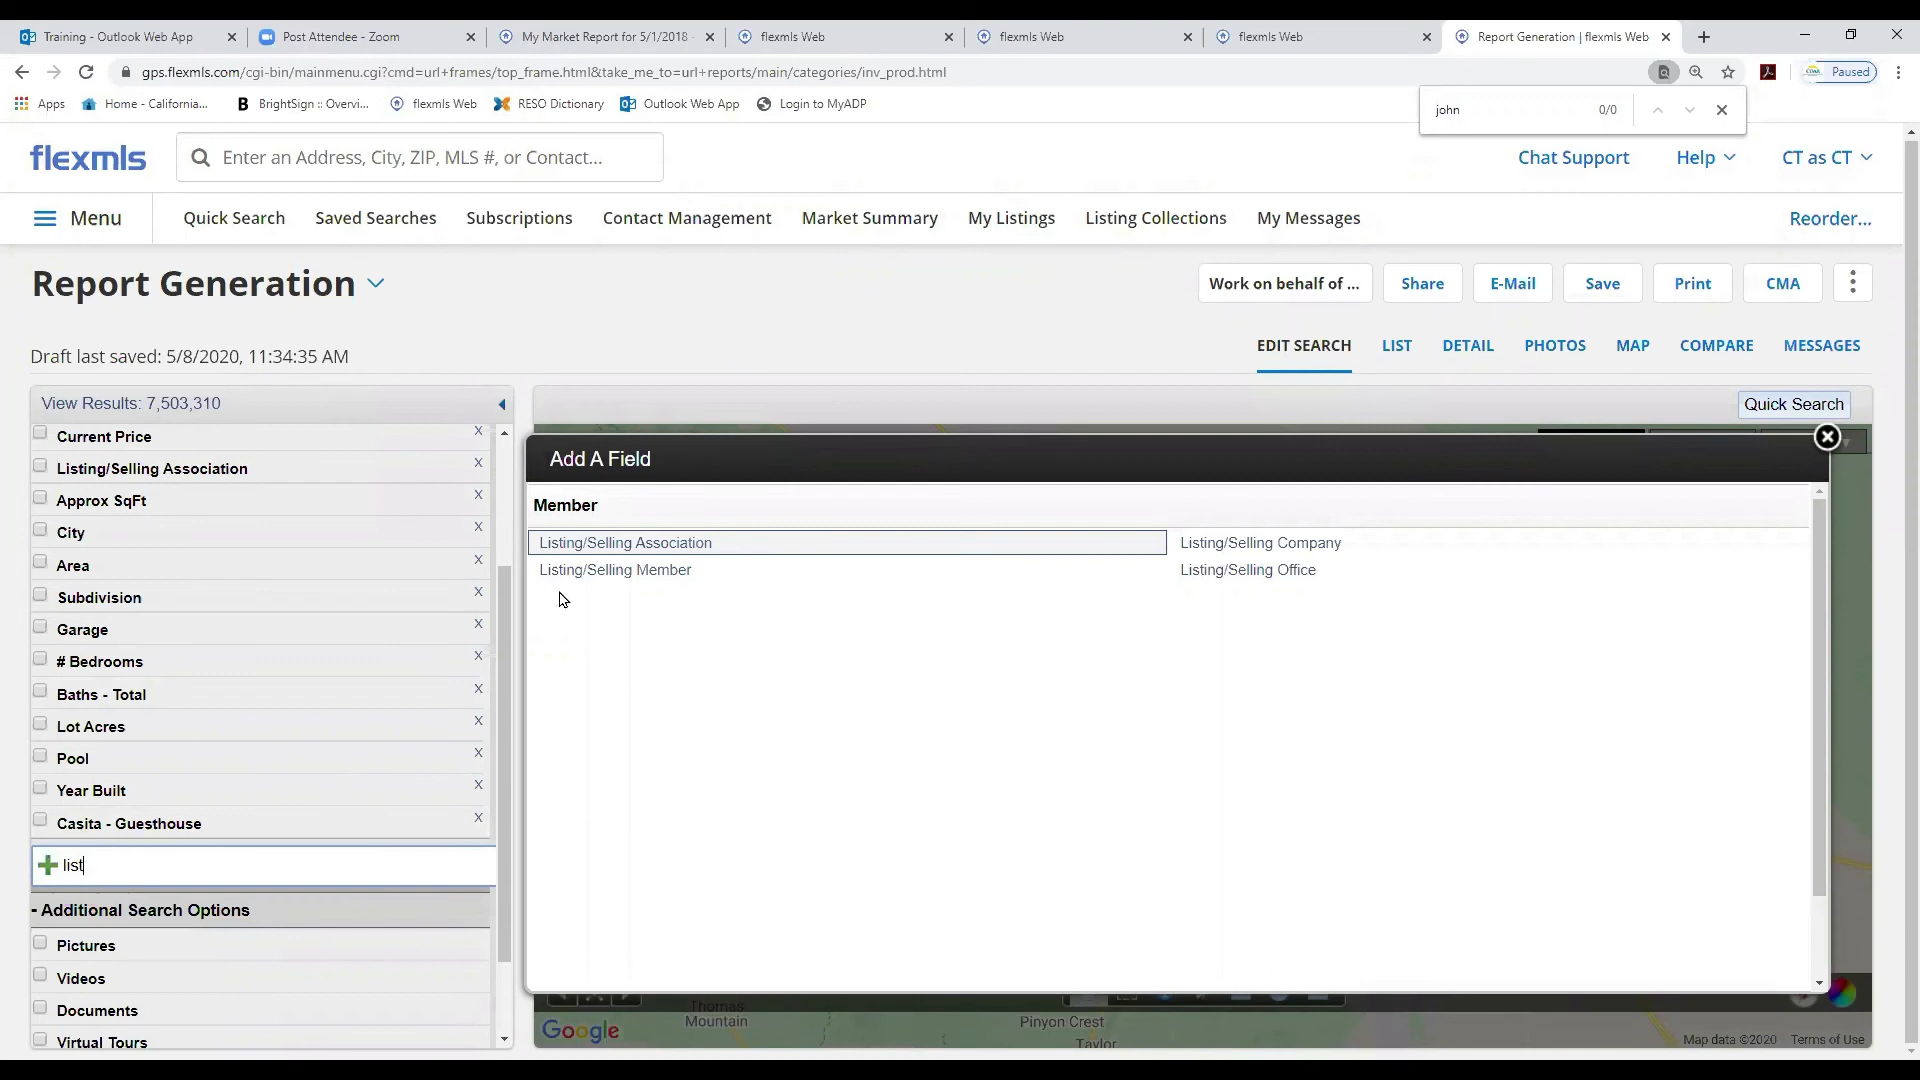 Training - Outlook Web App
Post Attendee - Zoom
My Market Report for 5/1/2018 -
flexmls Web
flexmls Web
flexmls Web
Report Generation | flexmls Web
gps.flexmls.com/cgi-bin/mainmenu.cgi?cmd=url+frames/top_frame.html&take_me_to=url+reports/main/categories/inv_prod.html
Paused
Apps
Home - California...
BrightSign :: Overvi...
flexmls Web
RESO Dictionary
Outlook Web App
Login to MyADP
john 0/0
flexmls
Enter an Address, City, ZIP, MLS #, or Contact...
Chat Support
Help
CT as CT
Menu
Quick Search
Saved Searches
Subscriptions
Contact Management
Market Summary
My Listings
Listing Collections
My Messages
Reorder...
Report Generation
Work on behalf of ...
Share
E-Mail
Save
Print
CMA
Draft last saved: 5/8/2020, 11:34:35 AM
EDIT SEARCH
LIST
DETAIL
PHOTOS
MAP
COMPARE
MESSAGES
View Results: 7,503,310
Quick Search
Current Price X
Listing/Selling Association X
Approx SqFt X
City X
Area X
Subdivision X
Garage X
# Bedrooms X
Baths - Total X
Lot Acres X
Pool X
Year Built X
Casita - Guesthouse X
list
- Additional Search Options
Pictures
Videos
Documents
Virtual Tours
Add A Field
Member
Listing/Selling Association
Listing/Selling Company
Listing/Selling Member
Listing/Selling Office
Thomas
Mountain
Pinyon Crest
Taylor
Google
Map data ©2020
Terms of Use